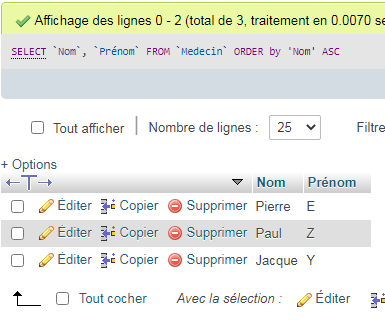 Affichage des lignes 0 - 2 (total de 3, traitement en 0.0070 se
SELECT `Nom`, `Prénom` FROM `Medecin` ORDER by 'Nom' ASC
Tout afficher Nombre de lignes : 25 Filtre
+ Options
←T→ Nom Prénom
Éditer Copier Supprimer Pierre E
Éditer Copier Supprimer Paul Z
Éditer Copier Supprimer Jacque Y
Tout cocher Avec la sélection : Éditer